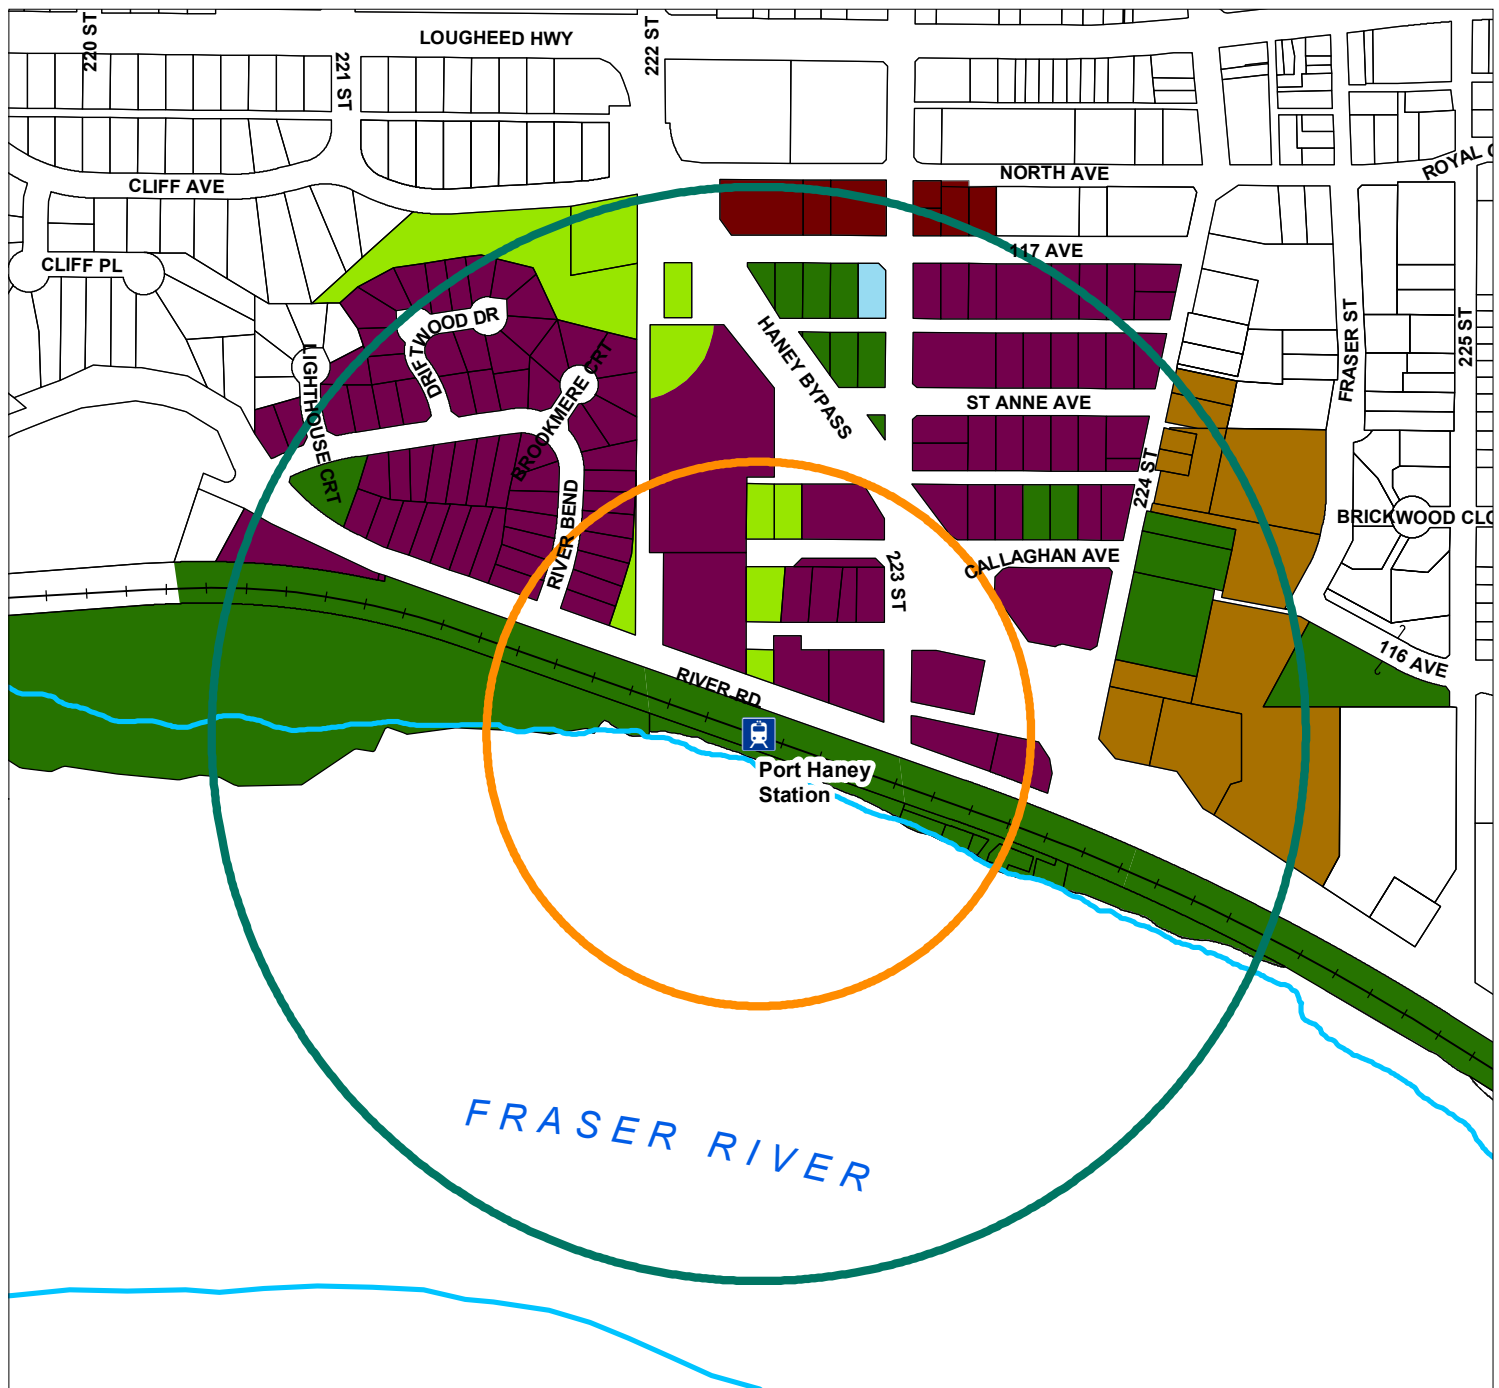 220 ST
221 ST
LOUGHEED HWY
222 ST
NORTH AVE
ROYAL C
CLIFF AVE
117 AVE
CLIFF PL
DRIFTWOOD DR
LIGHTHOUSE CRT
BROOKMERE CRT
HANEY BYPASS
FRASER ST
225 ST
ST ANNE AVE
224 ST
RIVER BEND
BRICKWOOD CLO
CALLAGHAN AVE
223 ST
116 AVE
RIVER RD
Port Haney
Station
FRASER RIVER